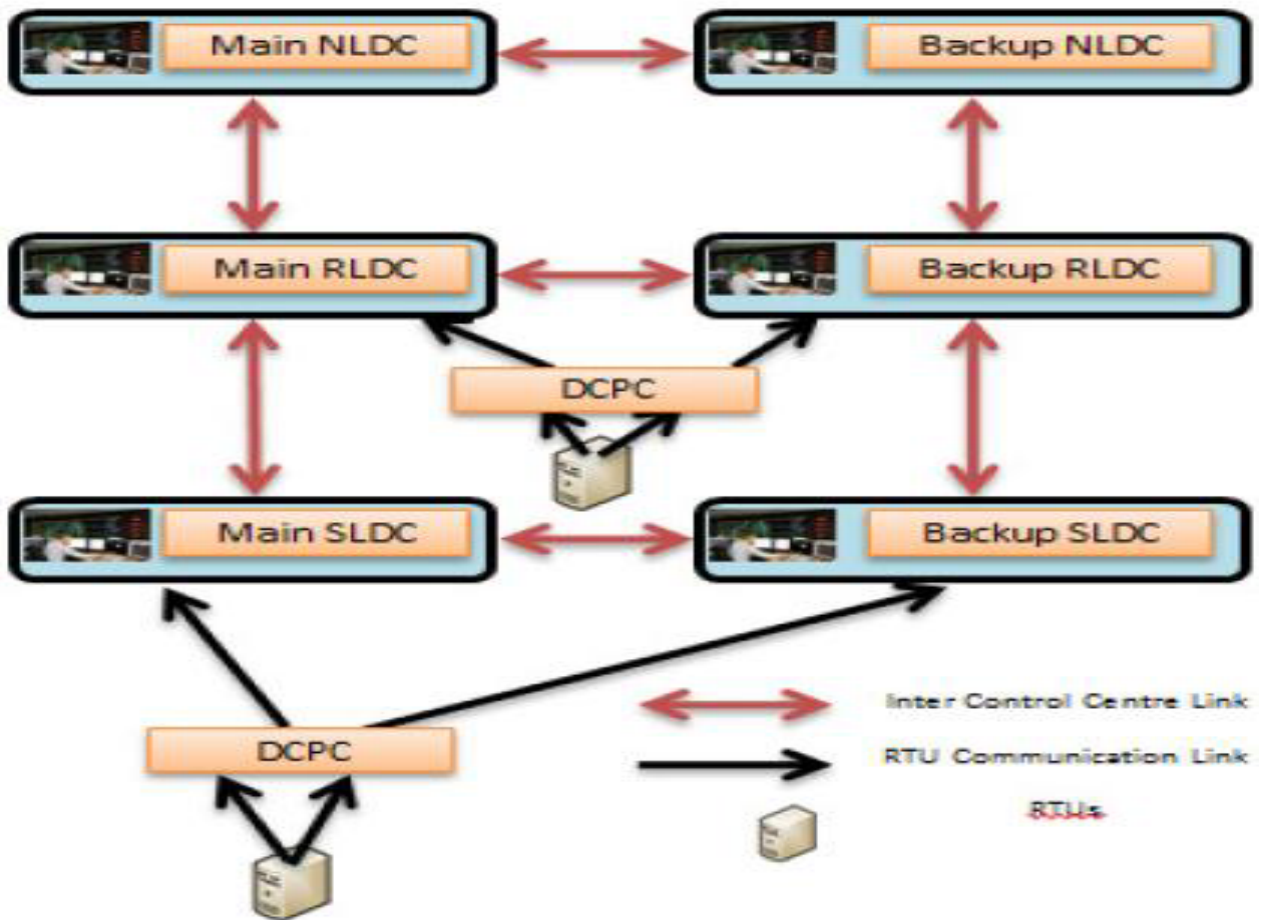 Main NLDC
Backup NLDC
Main RLDC
Backup RLDC
DCPC
Main SLDC
Backup SLDC
Inter Control Centre Link
DCPC
RTU Communication Link
RTUs